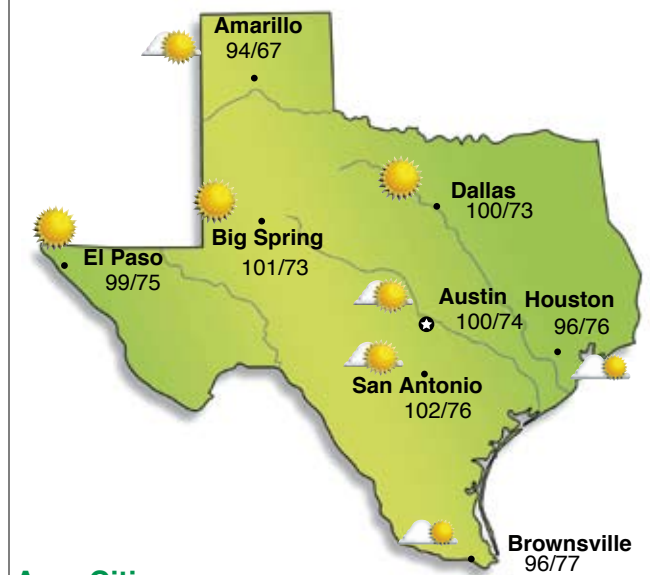 Amarillo
94/67
Dallas
100/73
Big Spring
101/73
El Paso
99/75
Austin
100/74
Houston
96/76
San Antonio
102/76
Brownsville
96/77